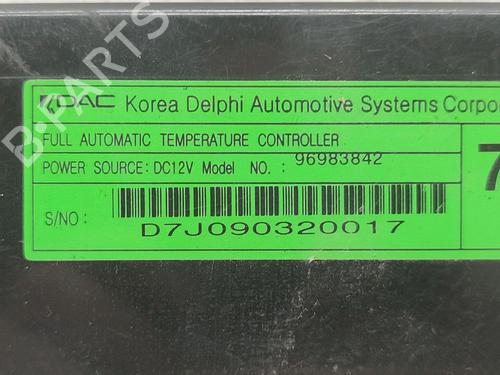 KDAC Korea Delphi Automotive Systems Corpor
FULL AUTOMATIC TEMPERATURE CONTROLLER
POWER SOURCE: DC12V Model NO. : 96983842
7
S/NO :
D7J090320017
B-PARTS